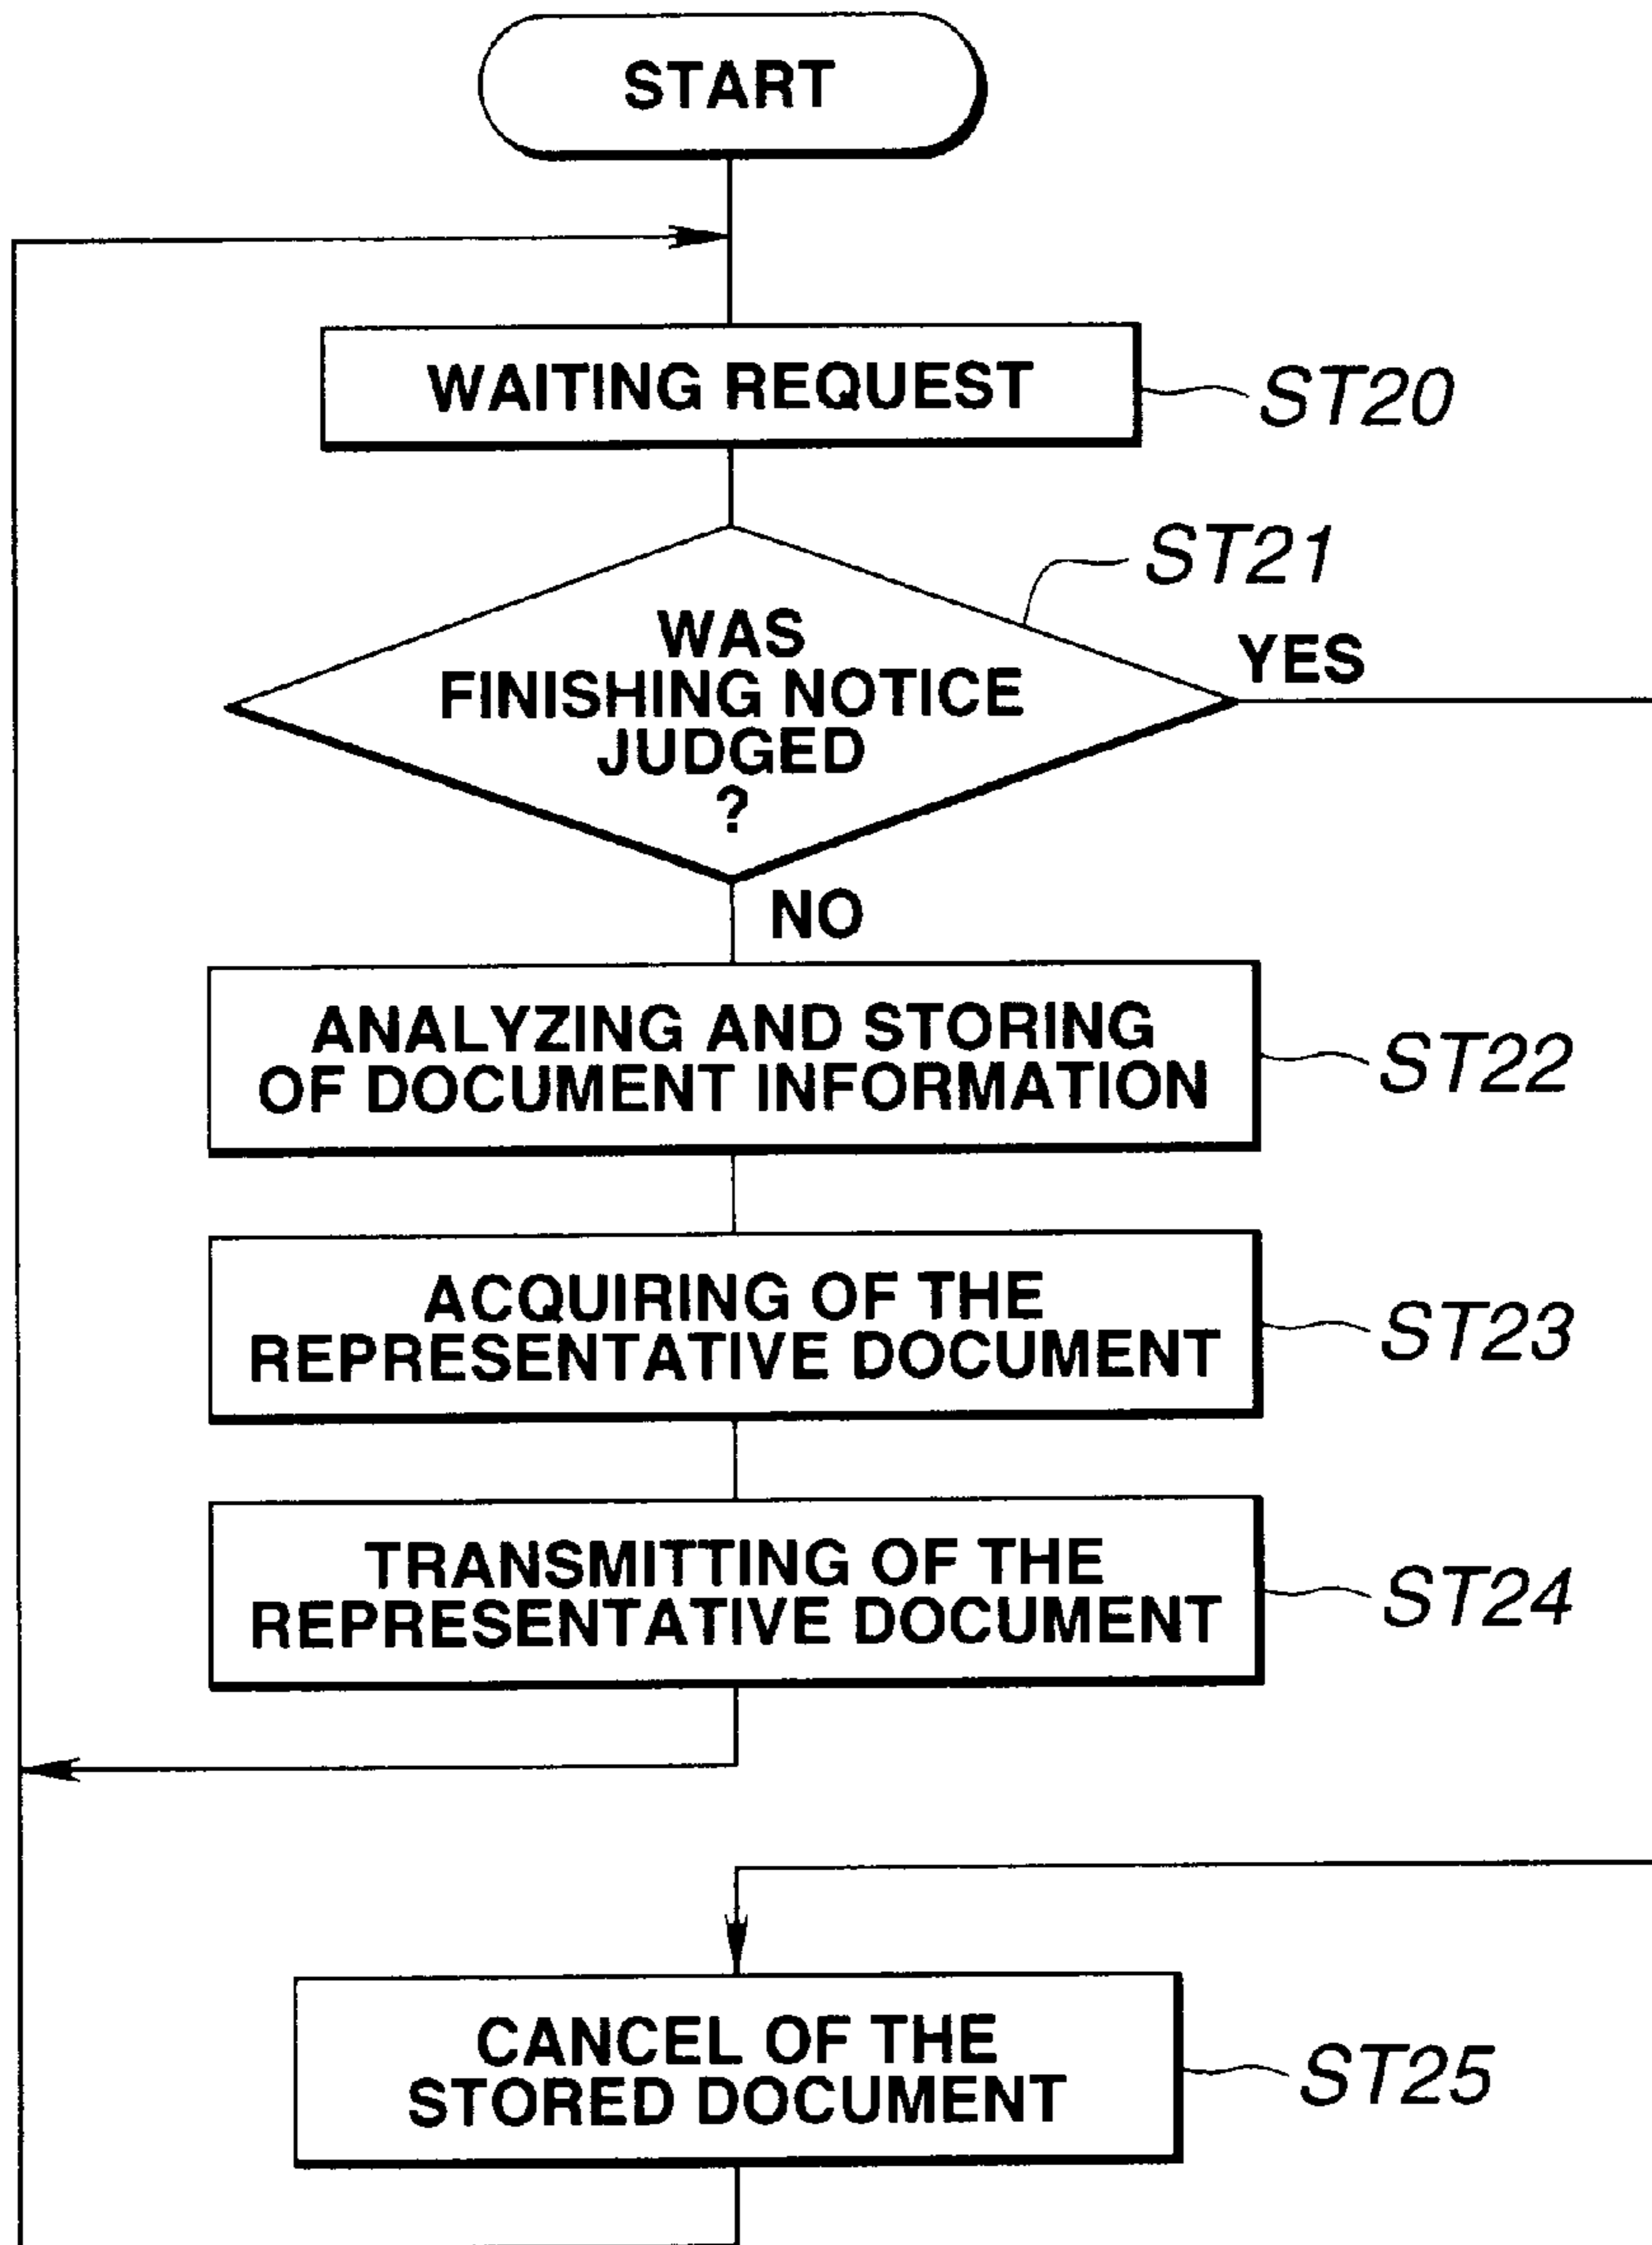 START
WAITING REQUEST
ST20
ST21
WAS
FINISHING NOTICE
JUDGED
?
YES
NO
ANALYZING AND STORING
OF DOCUMENT INFORMATION
ST22
ACQUIRING OF THE
REPRESENTATIVE DOCUMENT
ST23
TRANSMITTING OF THE
REPRESENTATIVE DOCUMENT
ST24
CANCEL OF THE
STORED DOCUMENT
ST25